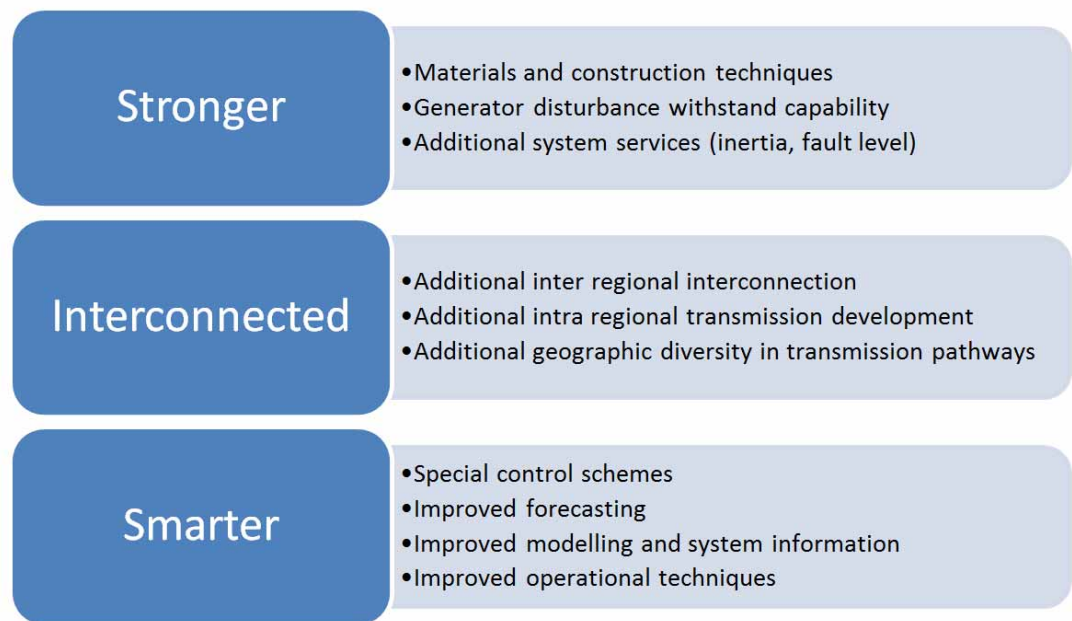 Stronger
•Materials and construction techniques
•Generator disturbance withstand capability
•Additional system services (inertia, fault level)
Interconnected
•Additional inter regional interconnection
•Additional intra regional transmission development
•Additional geographic diversity in transmission pathways
Smarter
•Special control schemes
•Improved forecasting
•Improved modelling and system information
•Improved operational techniques